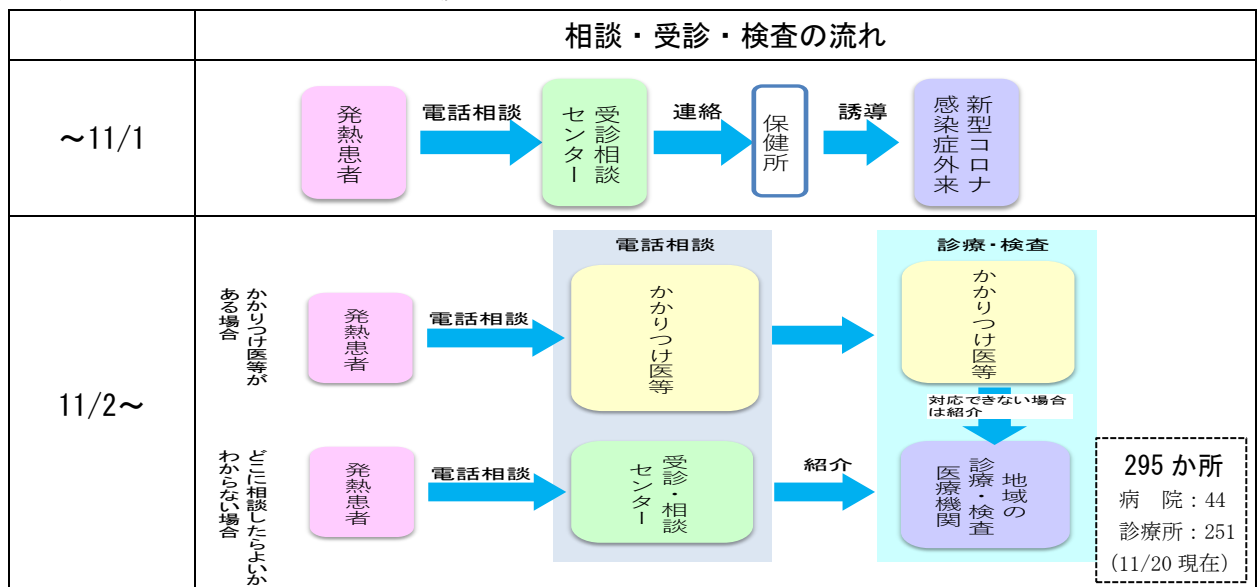 相談・受診・検査の流れ
～11/1
発熱患者
電話相談
受診相談
センター
連絡
保健所
誘導
新型コロナ
感染症外来
11/2～
かかりつけ医等が
ある場合
発熱患者
電話相談
電話相談
かかりつけ医等
診療・検査
かかりつけ医等
対応できない場合
は紹介
どこに相談したらよいか
わからない場合
発熱患者
電話相談
受診・相談
センター
紹介
地域の
診療・検査
医療機関
295か所
病　院：44
診療所：251
(11/20 現在)